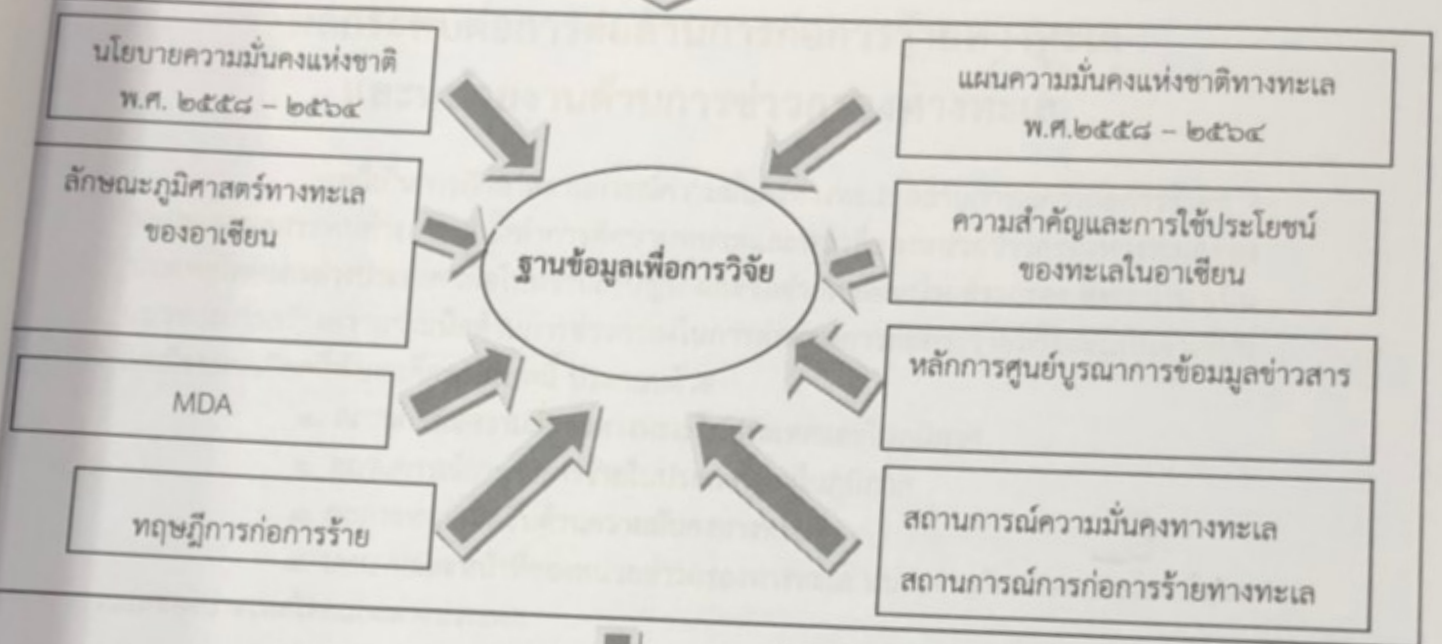 นโยบายความมั่นคงแห่งชาติ
พ.ศ. ๒๕๕๘ – ๒๕๖๔
แผนความมั่นคงแห่งชาติทางทะเล
พ.ศ.๒๕๕๘ – ๒๕๖๔
ลักษณะภูมิศาสตร์ทางทะเล
ของอาเซียน
ความสำคัญและการใช้ประโยชน์
ของทะเลในอาเซียน
ฐานข้อมูลเพื่อการวิจัย
MDA
หลักการศูนย์บูรณาการข้อมมูลข่าวสาร
ทฤษฎีการก่อการร้าย
สถานการณ์ความมั่นคงทางทะเล
สถานการณ์การก่อการร้ายทางทะเล